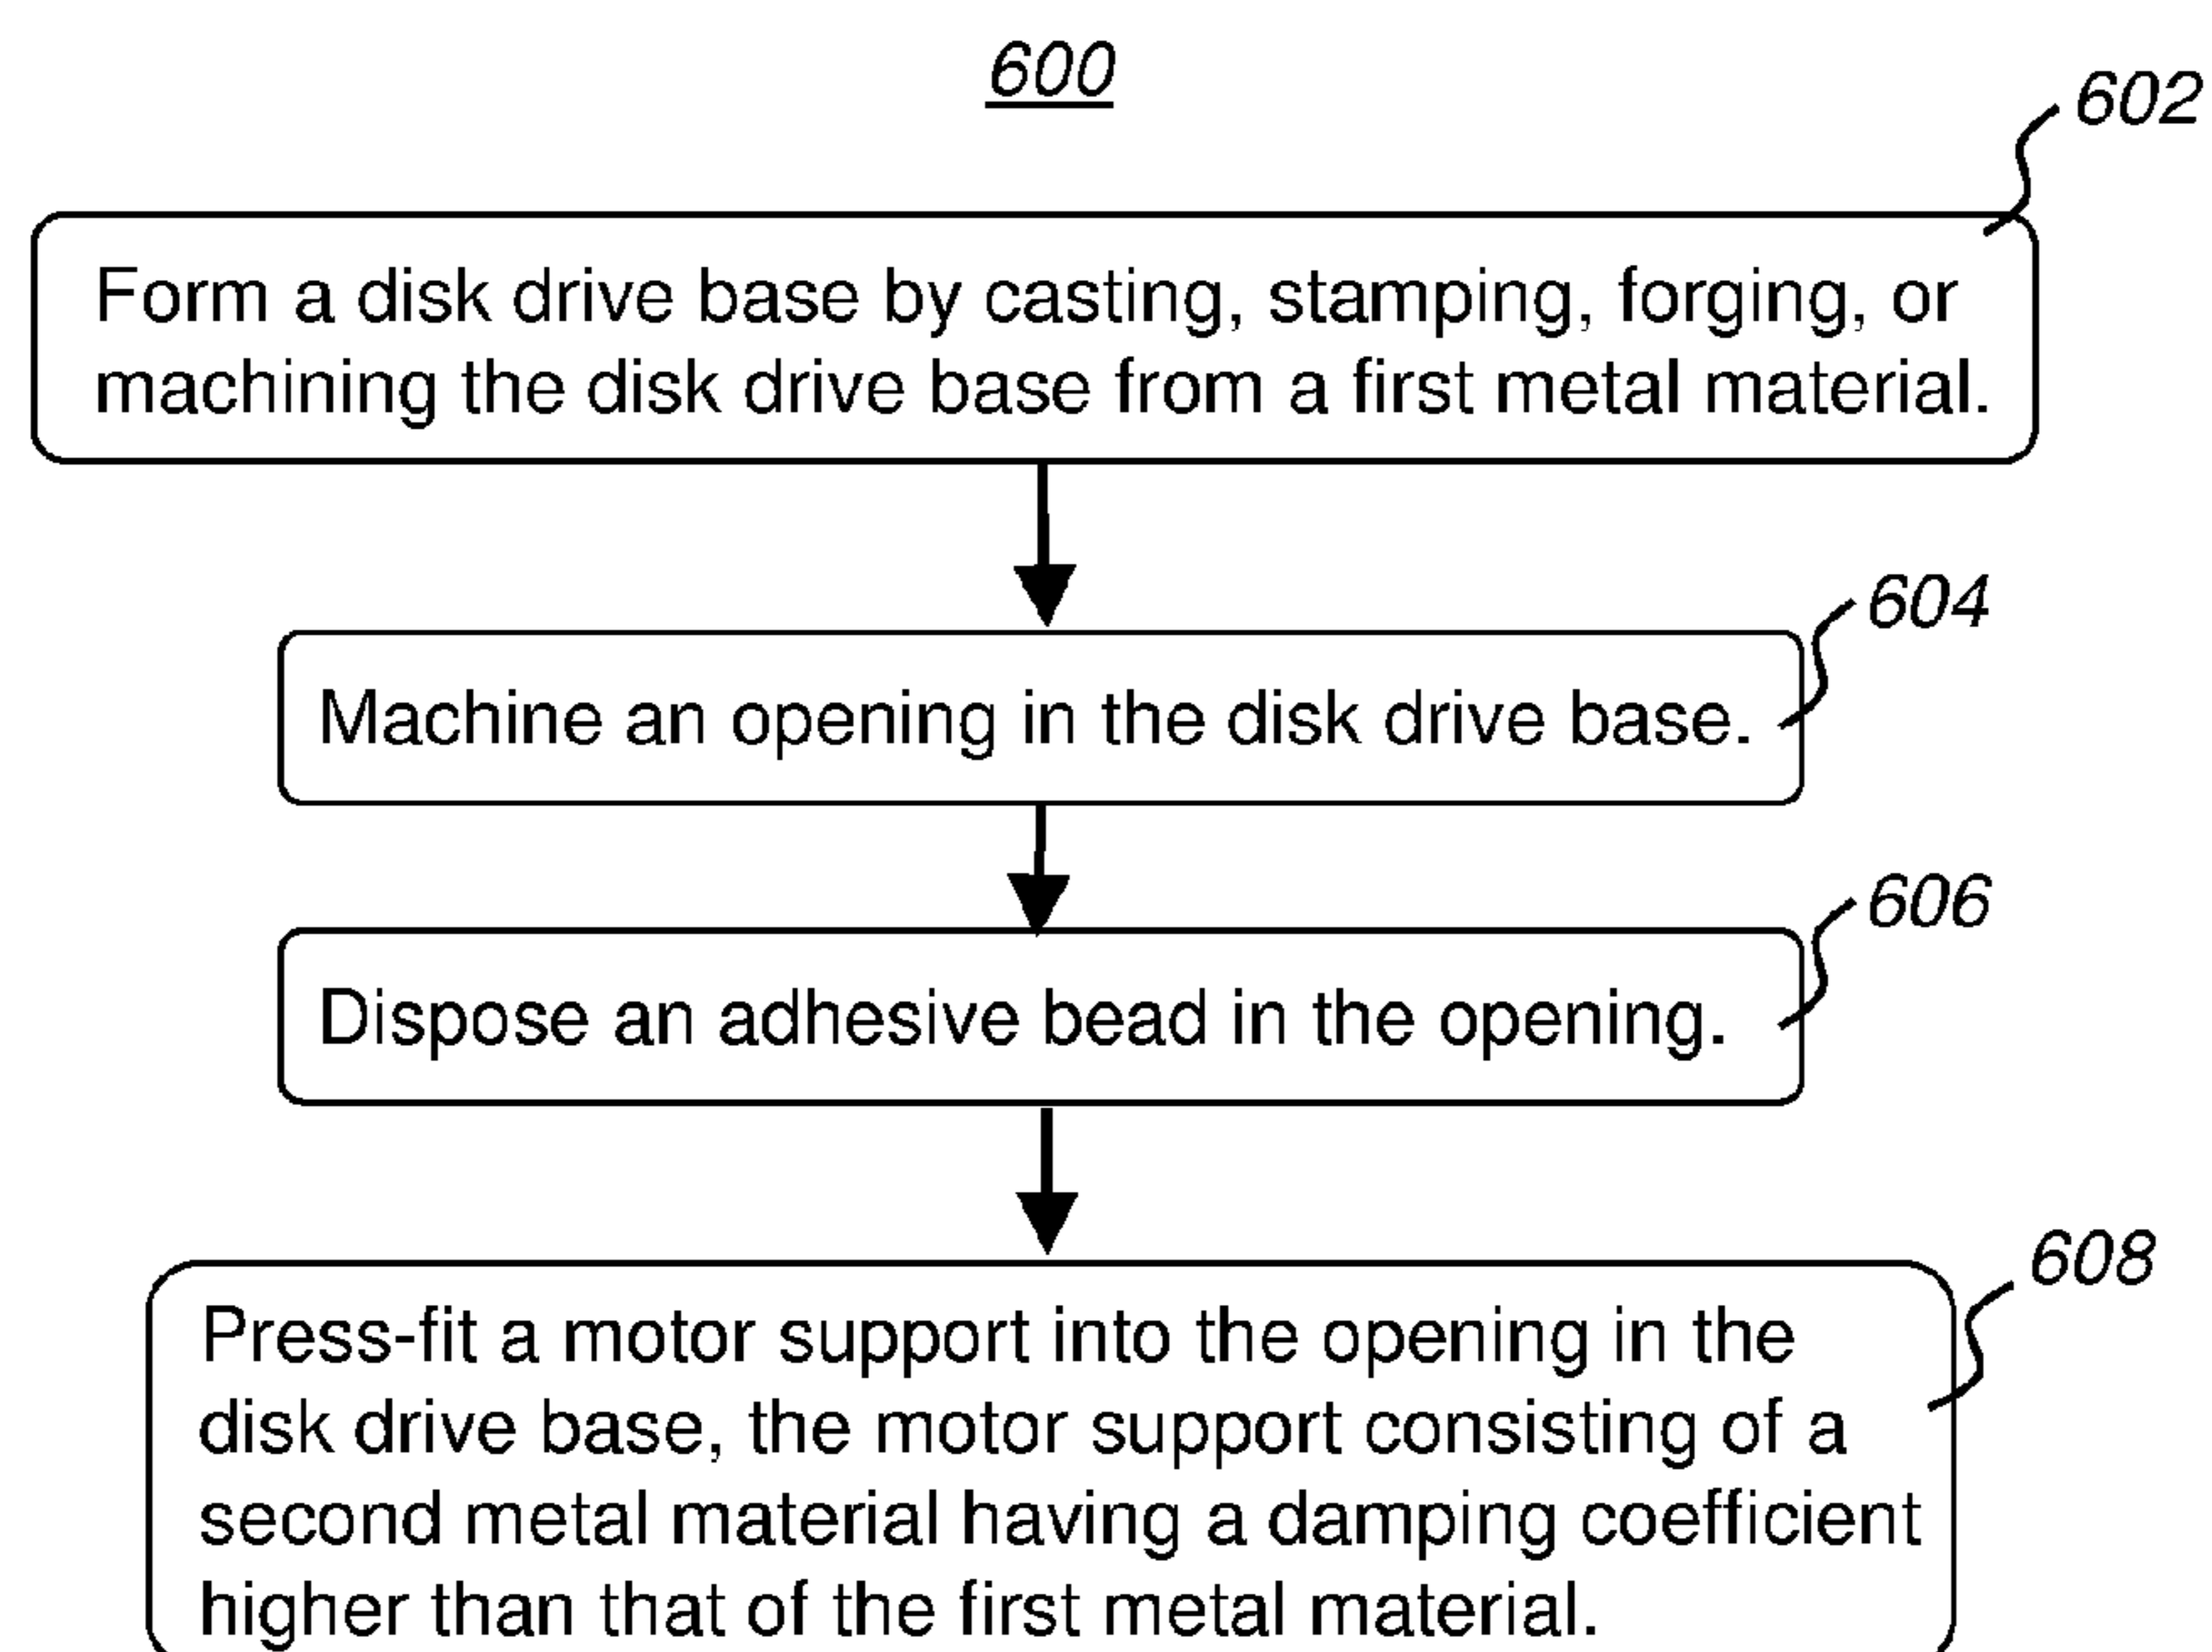 600
602
Form a disk drive base by casting, stamping, forging, or
machining the disk drive base from a first metal material.
604
Machine an opening in the disk drive base.
606
Dispose an adhesive bead in the opening.
608
Press-fit a motor support into the opening in the
disk drive base, the motor support consisting of a
second metal material having a damping coefficient
higher than that of the first metal material.